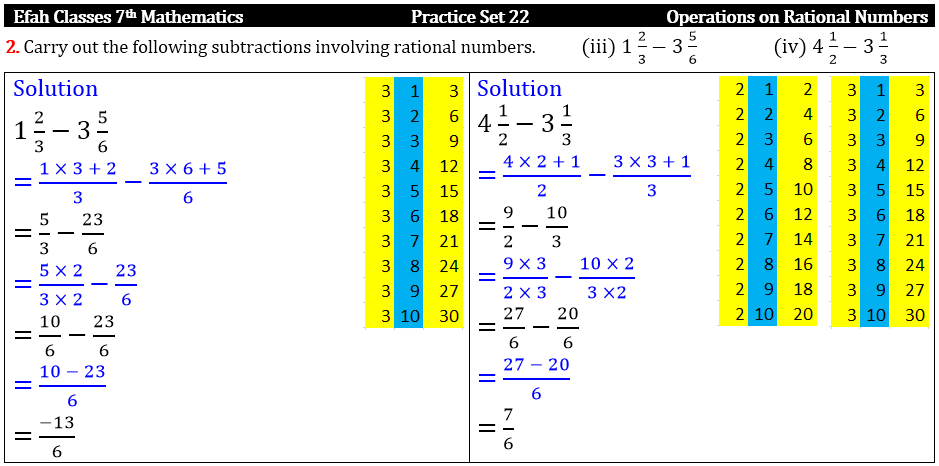 Efah Classes 7th Mathematics Practice Set 22 Operations on Rational Numbers
2. Carry out the following subtractions involving rational numbers. (iii) 1 2/3 − 3 5/6 (iv) 4 1/2 − 3 1/3
Solution
1 2/3 − 3 5/6
= (1 × 3 + 2)/3 − (3 × 6 + 5)/6
= 5/3 − 23/6
= (5 × 2)/(3 × 2) − 23/6
= 10/6 − 23/6
= (10 − 23)/6
= −13/6
3 1 3
3 2 6
3 3 9
3 4 12
3 5 15
3 6 18
3 7 21
3 8 24
3 9 27
3 10 30
Solution
4 1/2 − 3 1/3
= (4 × 2 + 1)/2 − (3 × 3 + 1)/3
= 9/2 − 10/3
= (9 × 3)/(2 × 3) − (10 × 2)/(3 ×2)
= 27/6 − 20/6
= (27 − 20)/6
= 7/6
2 1 2
2 2 4
2 3 6
2 4 8
2 5 10
2 6 12
2 7 14
2 8 16
2 9 18
2 10 20
3 1 3
3 2 6
3 3 9
3 4 12
3 5 15
3 6 18
3 7 21
3 8 24
3 9 27
3 10 30